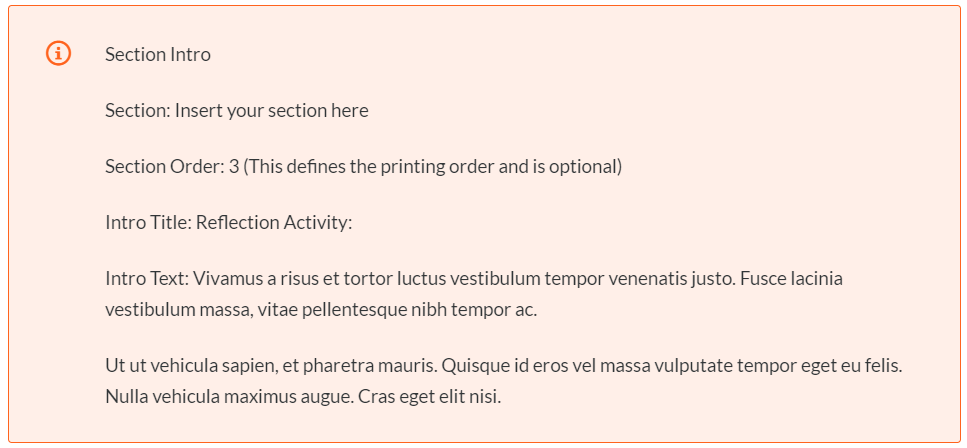 Section Intro
Section: Insert your section here
Section Order: 3 (This defines the printing order and is optional)
Intro Title: Reflection Activity:
Intro Text: Vivamus a risus et tortor luctus vestibulum tempor venenatis justo. Fusce lacinia
vestibulum massa, vitae pellentesque nibh tempor ac.
Ut ut vehicula sapien, et pharetra mauris. Quisque id eros vel massa vulputate tempor eget eu felis.
Nulla vehicula maximus augue. Cras eget elit nisi.